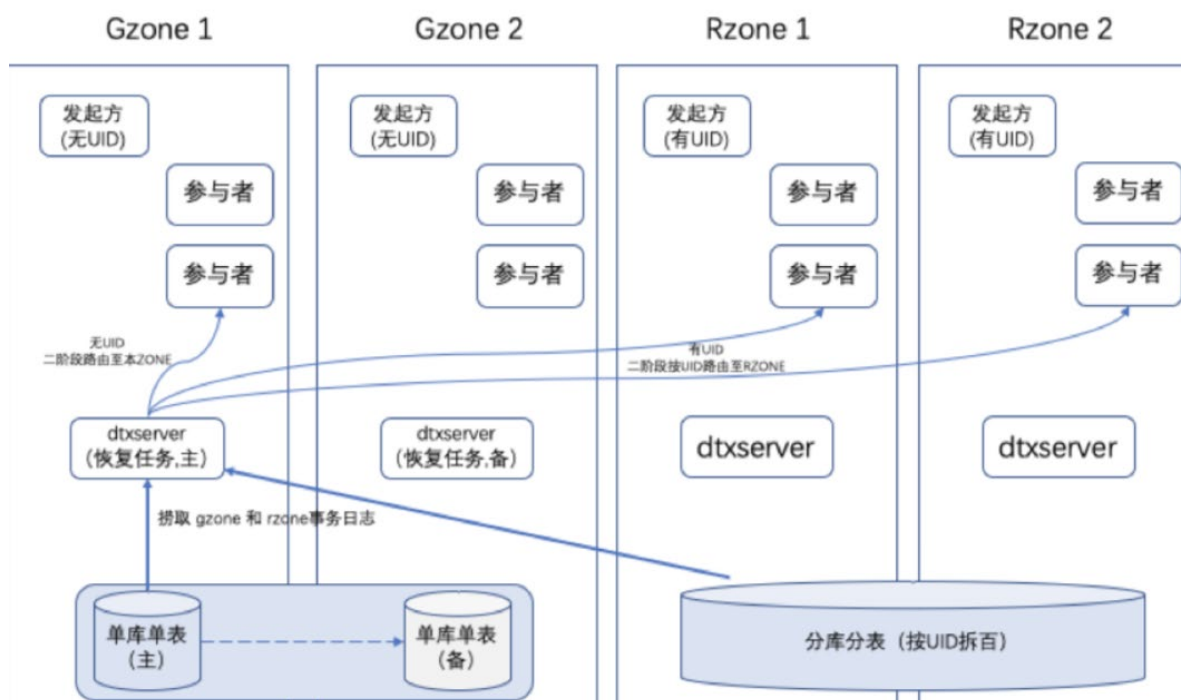 Gzone 1
Gzone 2
Rzone 1
Rzone 2
发起方
(无UID)
发起方
(无UID)
发起方
(有UID)
发起方
(有UID)
参与者
参与者
参与者
参与者
参与者
参与者
参与者
参与者
无UID
二阶段路由至本ZONE
有UID
二阶段按UID路由至RZONE
dtxserver
(恢复任务,主)
dtxserver
(恢复任务,备)
dtxserver
dtxserver
捞取 gzone 和 rzone事务日志
单库单表
(主)
单库单表
(备)
分库分表（按UID拆百）